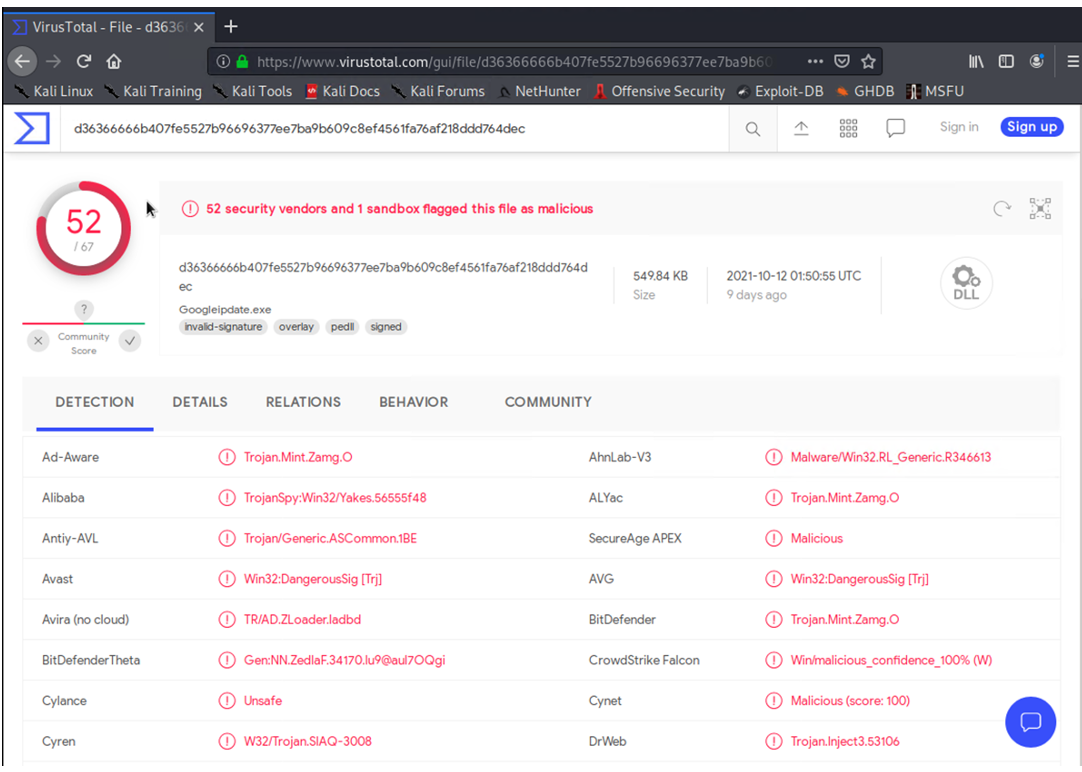 VirusTotal - File - d36366
https://www.virustotal.com/gui/file/d36366666b407fe5527b96696377ee7ba9b60
Kali Linux Kali Training Kali Tools Kali Docs Kali Forums NetHunter Offensive Security Exploit-DB GHDB MSFU
d36366666b407fe5527b96696377ee7ba9b609c8ef4561fa76af218ddd764dec
Sign in Sign up
52
/ 67
52 security vendors and 1 sandbox flagged this file as malicious
d36366666b407fe5527b96696377ee7ba9b609c8ef4561fa76af218ddd764d
ec
Googleipdate.exe
invalid-signature overlay pedll signed
549.84 KB
Size
2021-10-12 01:50:55 UTC
9 days ago
DLL
?
Community
Score
DETECTION DETAILS RELATIONS BEHAVIOR COMMUNITY
Ad-Aware Trojan.Mint.Zamg.O AhnLab-V3 Malware/Win32.RL_Generic.R346613
Alibaba TrojanSpy:Win32/Yakes.56555f48 ALYac Trojan.Mint.Zamg.O
Antiy-AVL Trojan/Generic.ASCommon.1BE SecureAge APEX Malicious
Avast Win32:DangerousSig [Trj] AVG Win32:DangerousSig [Trj]
Avira (no cloud) TR/AD.ZLoader.ladbd BitDefender Trojan.Mint.Zamg.O
BitDefenderTheta Gen:NN.ZedlaF.34170.Iu9@aul7OQgi CrowdStrike Falcon Win/malicious_confidence_100% (W)
Cylance Unsafe Cynet Malicious (score: 100)
Cyren W32/Trojan.SIAQ-3008 DrWeb Trojan.Inject3.53106